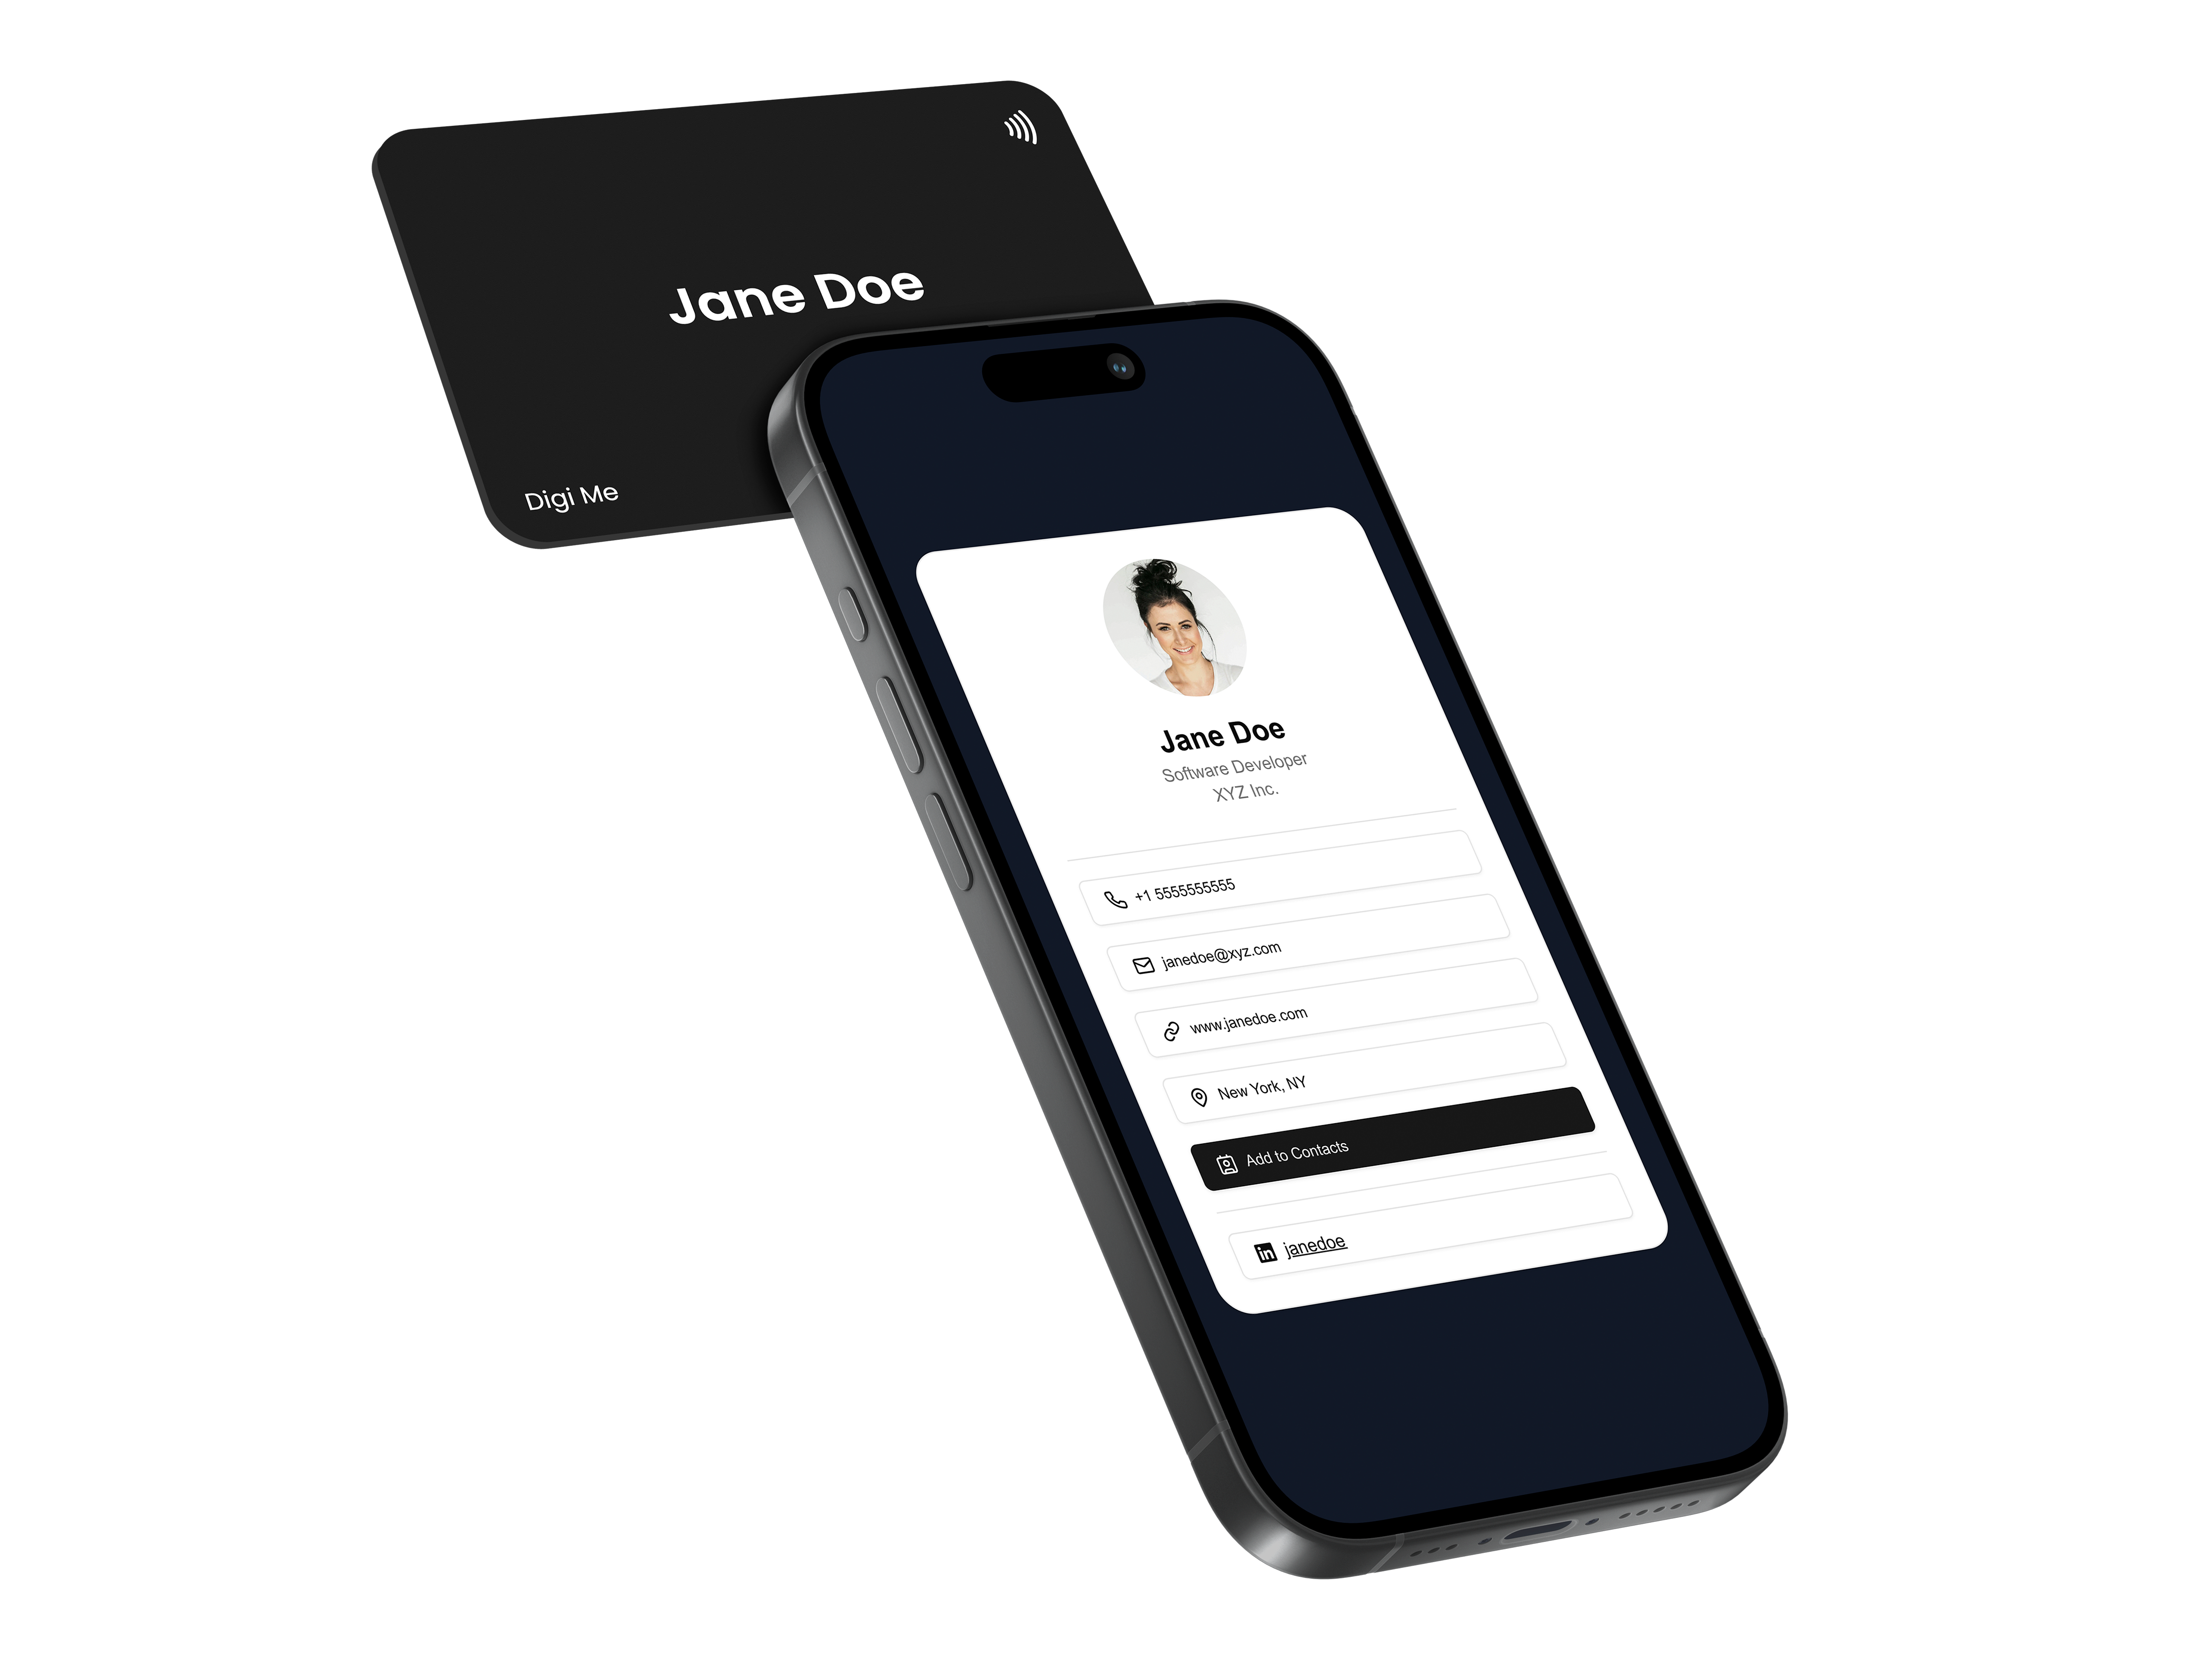 Jane Doe
Digi Me
Jane Doe
Software Developer
XYZ Inc.
+1 5555555555
janedoe@xyz.com
www.janedoe.com
New York, NY
Add to Contacts
in janedoe